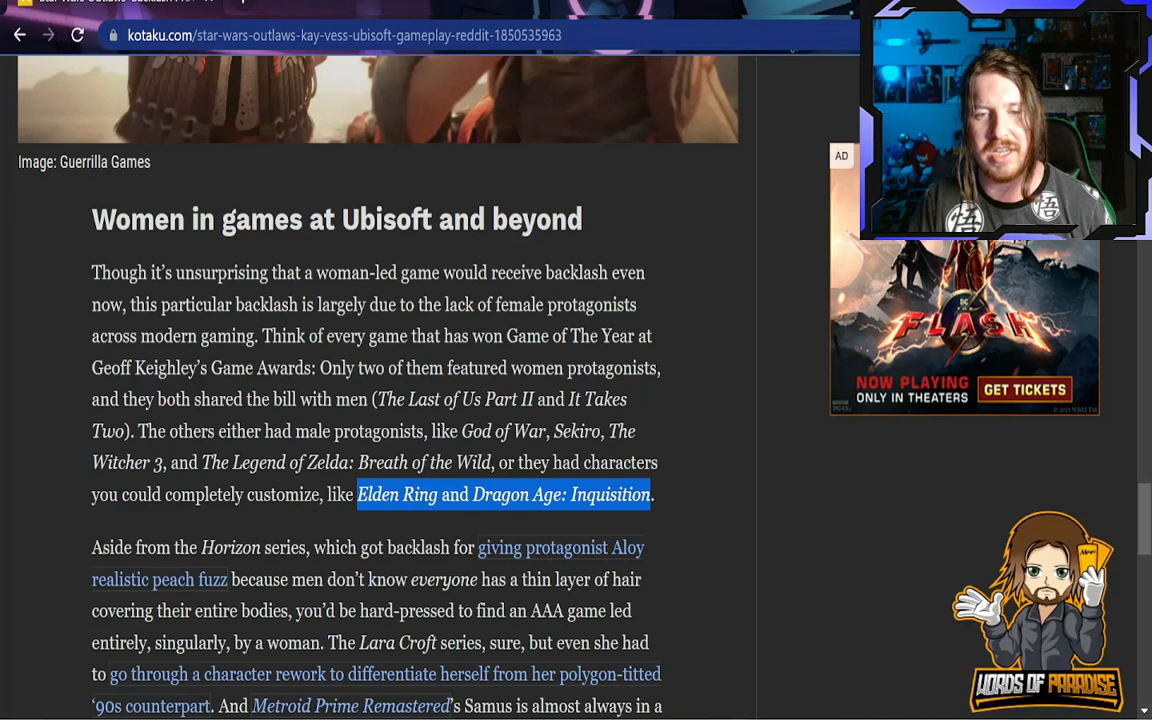 kotaku.com/star-wars-outlaws-kay-vess-ubisoft-gameplay-reddit-1850535963
Image: Guerrilla Games
AD
Women in games at Ubisoft and beyond
Though it's unsurprising that a woman-led game would receive backlash even
now, this particular backlash is largely due to the lack of female protagonists
across modern gaming. Think of every game that has won Game of The Year at
Geoff Keighley's Game Awards: Only two of them featured women protagonists,
and they both shared the bill with men (The Last of Us Part II and It Takes
Two). The others either had male protagonists, like God of War, Sekiro, The
Witcher 3, and The Legend of Zelda: Breath of the Wild, or they had characters
you could completely customize, like Elden Ring and Dragon Age: Inquisition.
Aside from the Horizon series, which got backlash for giving protagonist Aloy
realistic peach fuzz because men don't know everyone has a thin layer of hair
covering their entire bodies, you'd be hard-pressed to find an AAA game led
entirely, singularly, by a woman. The Lara Croft series, sure, but even she had
to go through a character rework to differentiate herself from her polygon-titted
'90s counterpart. And Metroid Prime Remastered's Samus is almost always in a
DC
THE
FLASH
NOW PLAYING
ONLY IN THEATERS
GET TICKETS
WORDS OF PARADISE